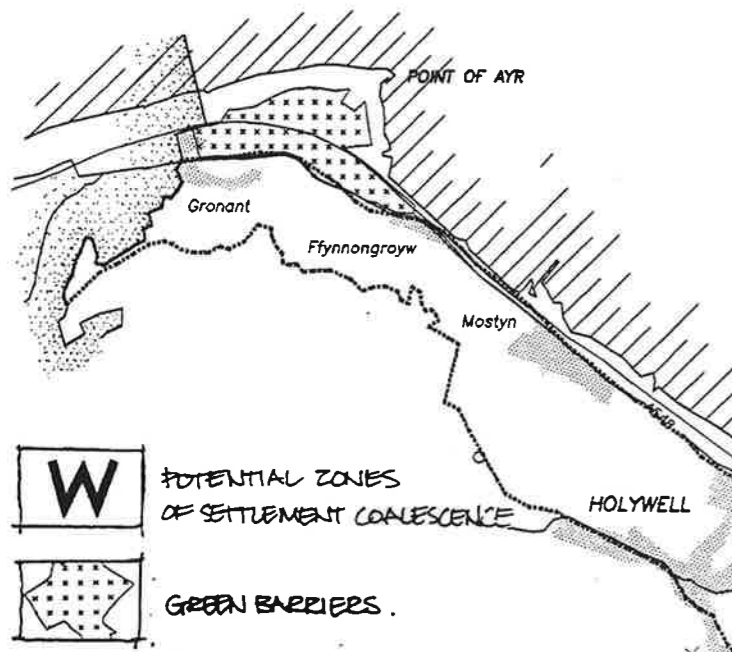 POINT OF AYR
Gronant
Ffynnongroyw
Mostyn
A548
HOLYWELL
W
POTENTIAL ZONES
OF SETTLEMENT COALESCENCE
GREEN BARRIERS.